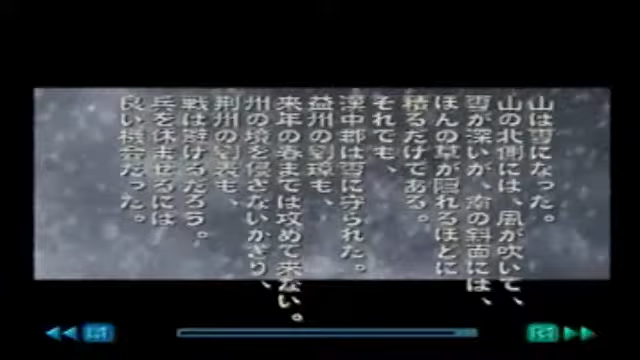 山は雪になった。
山の北側には、風が吹いて、
雪が深いが、南の斜面には、
ほんの草が隠れるほどに
積るだけである。
それでも、
漢中郡は雪に守られた。
益州の劉璋も、
来年の春までは攻めて来ない。
州の境を侵さないかぎり、
荊州の劉表も、
戦は避けるだろう。
兵を休ませるには
良い機会だった。